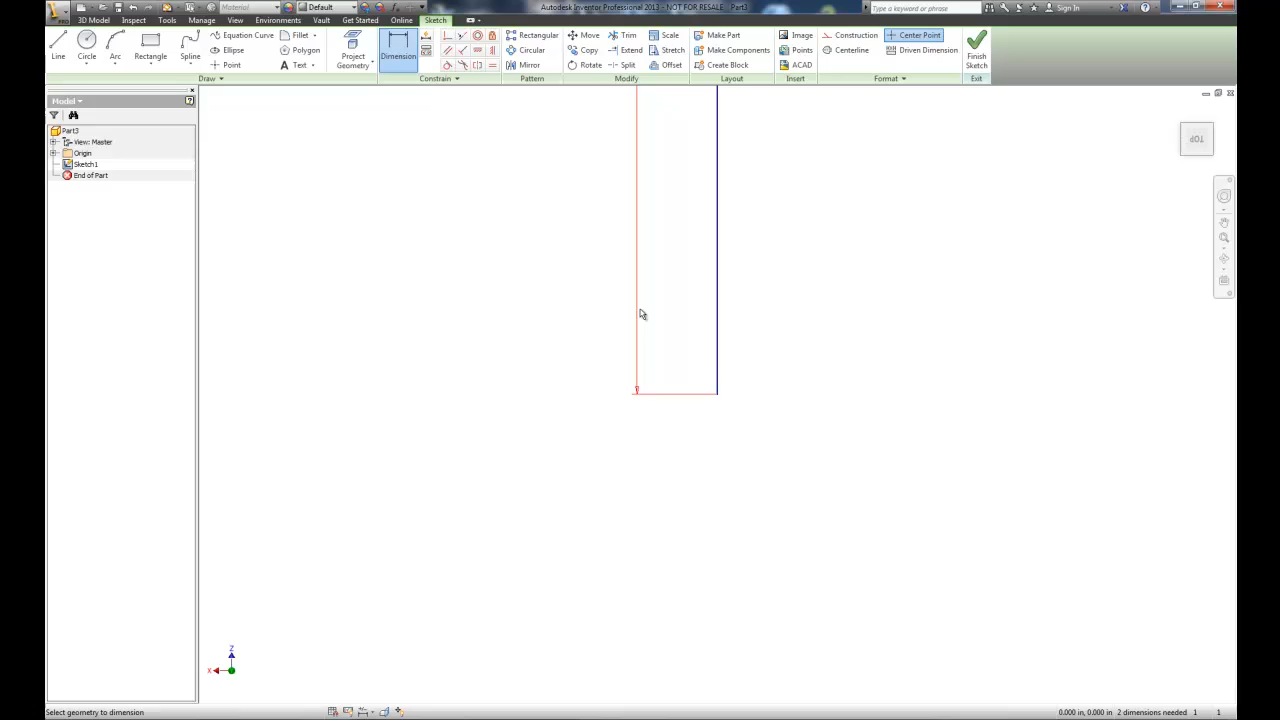 Autodesk Inventor Professional 2013 - NOT FOR RESALE Part3
Material
Default
Type a keyword or phrase
Sign In
PRO
3D Model
Inspect
Tools
Manage
View
Environments
Vault
Get Started
Online
Sketch
Line
Circle
Arc
Rectangle
Spline
Equation Curve
Ellipse
Point
Fillet
Polygon
Text
Project Geometry
Dimension
Rectangular
Circular
Mirror
Move
Copy
Rotate
Trim
Extend
Split
Scale
Stretch
Offset
Make Part
Make Components
Create Block
Image
Points
ACAD
Construction
Centerline
Center Point
Driven Dimension
Finish Sketch
Draw
Constrain
Pattern
Modify
Layout
Insert
Format
Exit
Model
Part3
View: Master
Origin
Sketch1
End of Part
TOP
Z
X
Select geometry to dimension
0.000 in, 0.000 in
2 dimensions needed
1
1